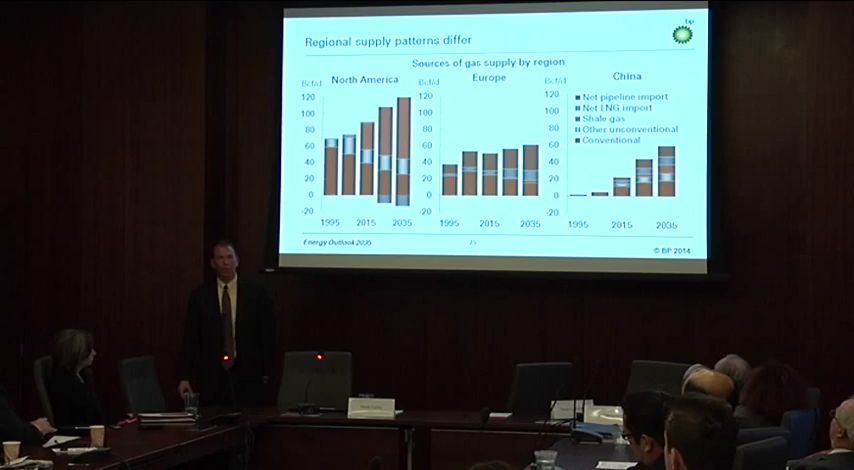 bp
Regional supply patterns differ
Sources of gas supply by region
Bcf/d North America
Bcf/d Europe
Bcf/d China
120
100
80
60
40
20
0
-20
1995 2015 2035
120
100
80
60
40
20
0
-20
1995 2015 2035
120
100
80
60
40
20
0
-20
1995 2015 2035
Net pipeline import
Net LNG import
Shale gas
Other unconventional
Conventional
Energy Outlook 2035
© BP 2014